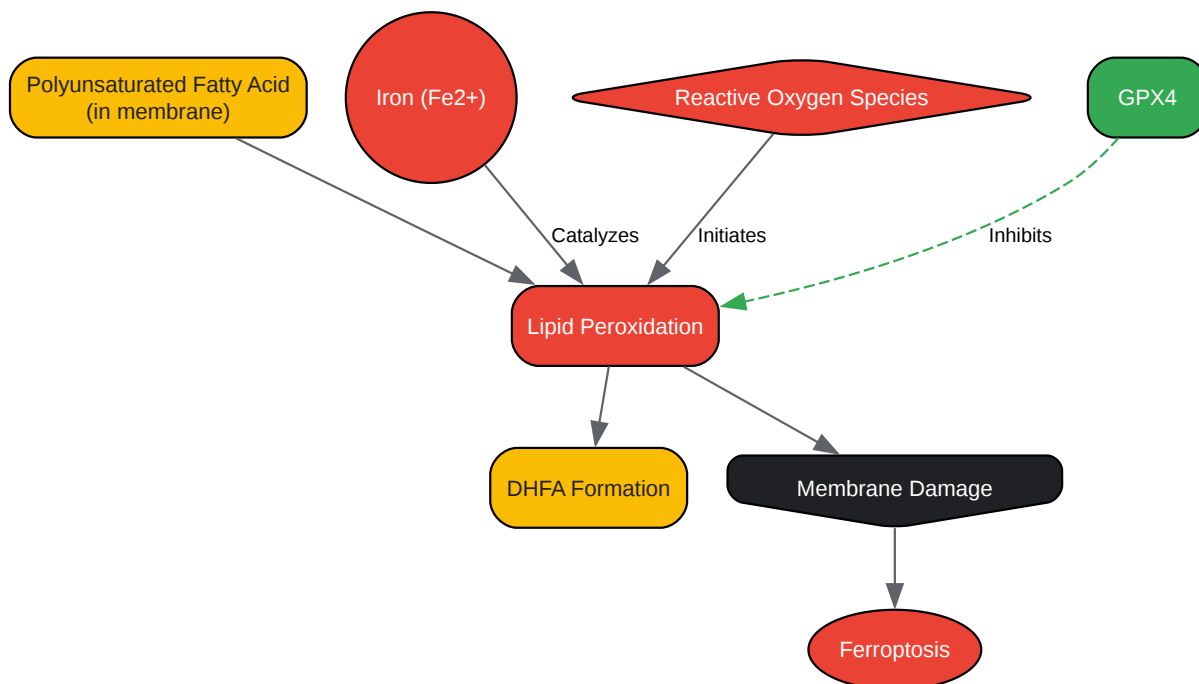 Polyunsaturated Fatty Acid
(in membrane)
Iron (Fe2+)
Reactive Oxygen Species
GPX4
Catalyzes
Initiates
Inhibits
Lipid Peroxidation
DHFA Formation
Membrane Damage
Ferroptosis